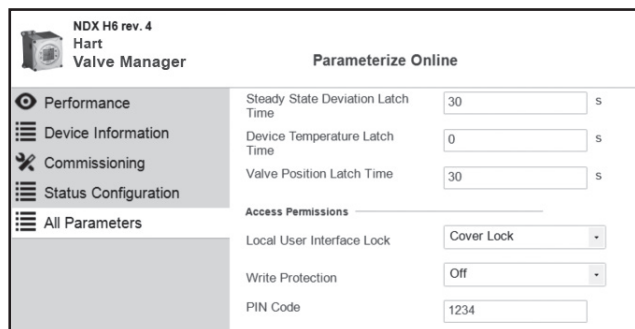 NDX H6 rev. 4
Hart
Valve Manager
Parameterize Online
Performance
Device Information
Commissioning
Status Configuration
All Parameters
Steady State Deviation Latch
Time
30 s
Device Temperature Latch
Time
0 s
Valve Position Latch Time 30 s
Access Permissions
Local User Interface Lock Cover Lock
Write Protection Off
PIN Code 1234